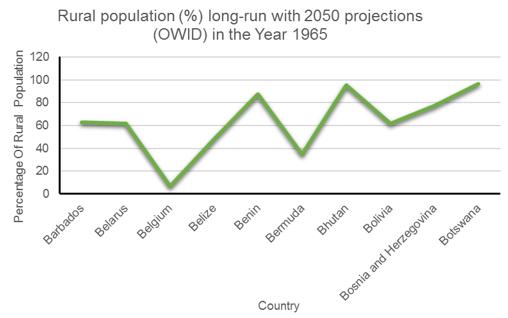 Rural population (%) long-run with 2050 projections
(OWID) in the Year 1965
Percentage Of Rural Population
120
100
80
60
40
20
0
Barbados
Belarus
Belgium
Belize
Benin
Bermuda
Bhutan
Bolivia
Bosnia and Herzegovina
Botswana
Country